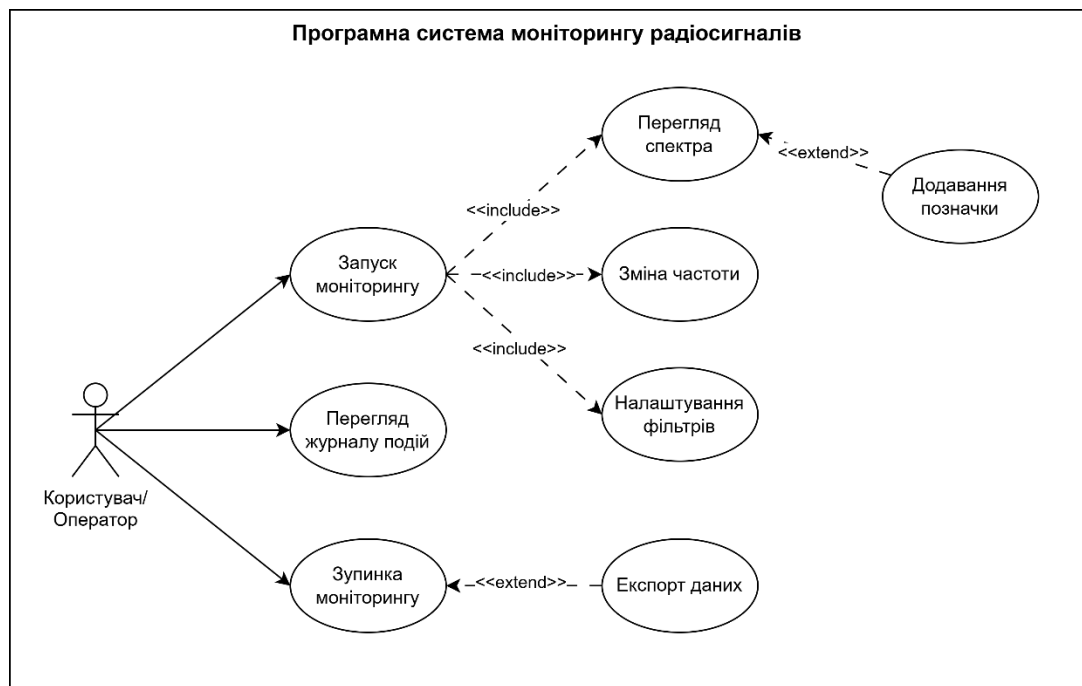 Програмна система моніторингу радіосигналів
Перегляд
спектра
<<extend>>
Додавання
позначки
<<include>>
Запуск
моніторингу
<<include>>
Зміна частоти
<<include>>
Налаштування
фільтрів
Перегляд
журналу подій
Користувач/
Оператор
Зупинка
моніторингу
<<extend>>
Експорт даних